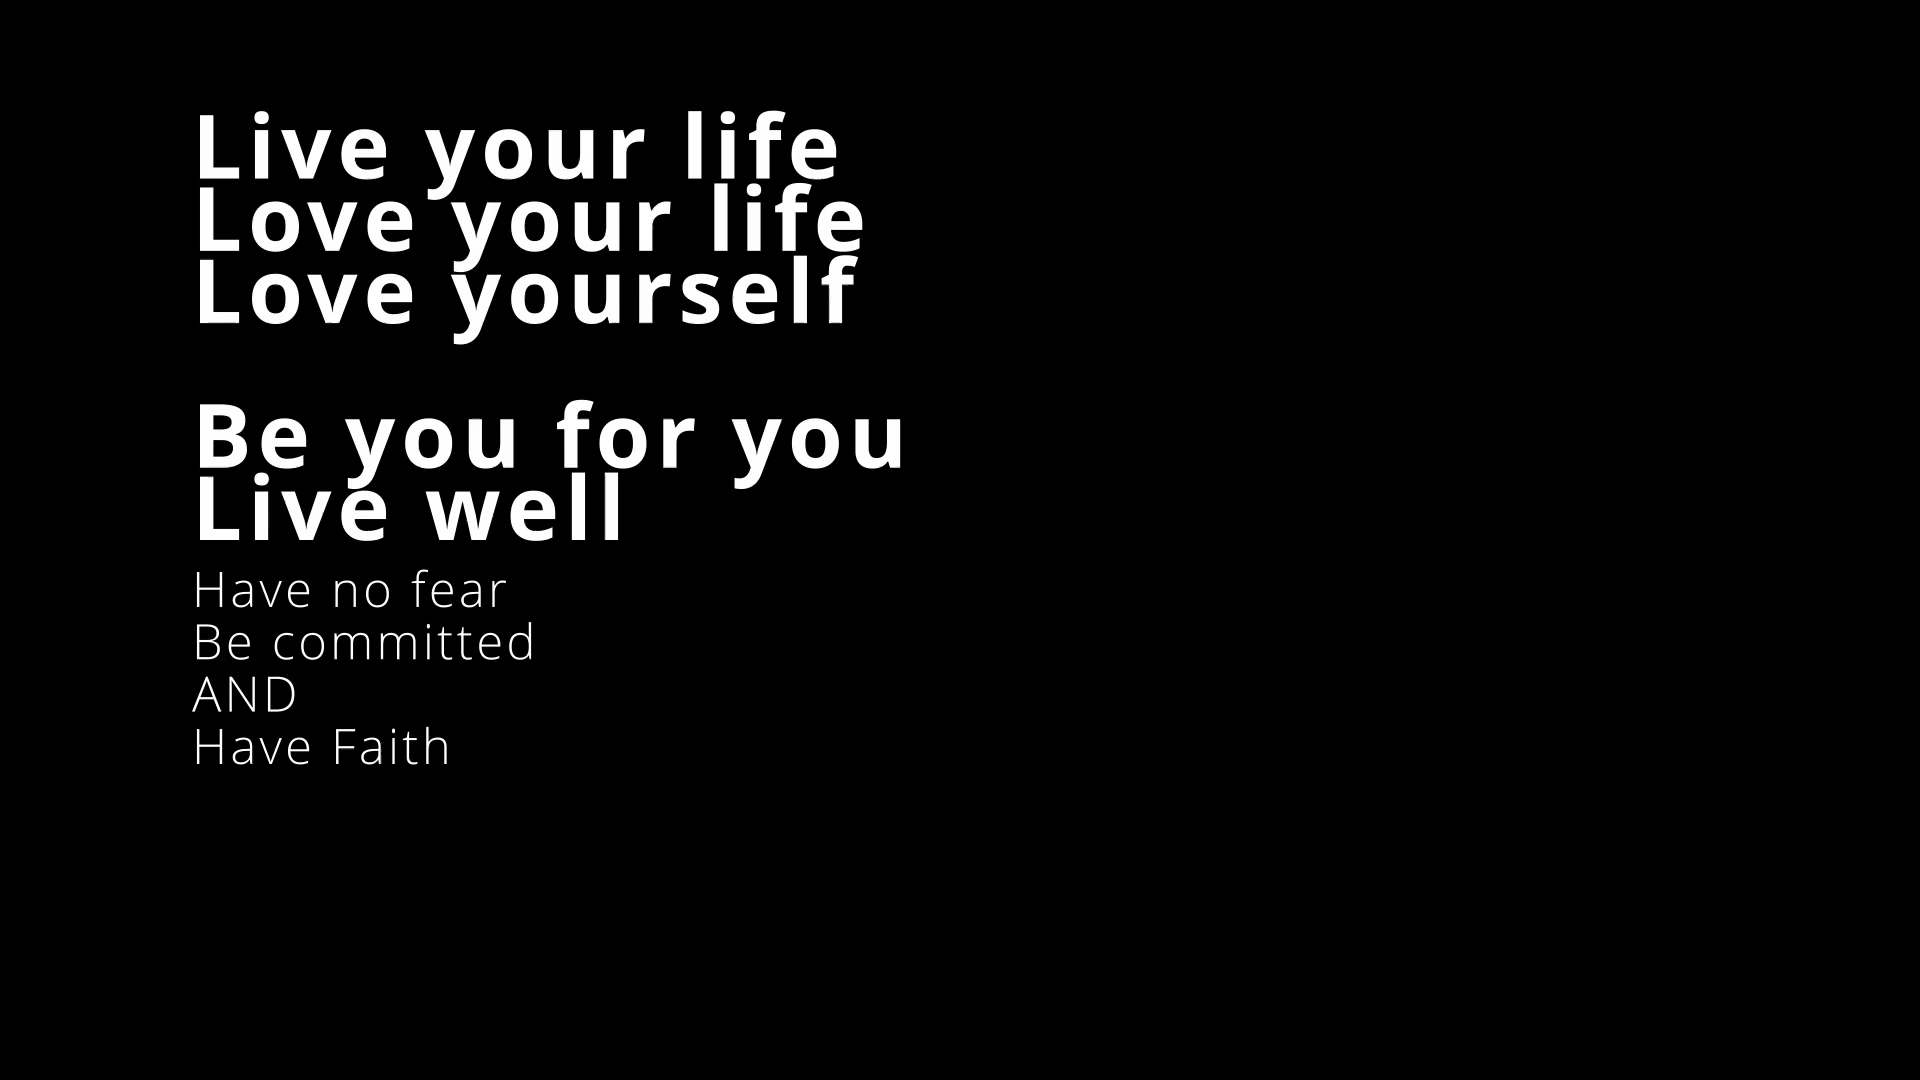 Live your life
Love your life
Love yourself
Be you for you
Live well
Have no fear
Be committed
AND
Have Faith